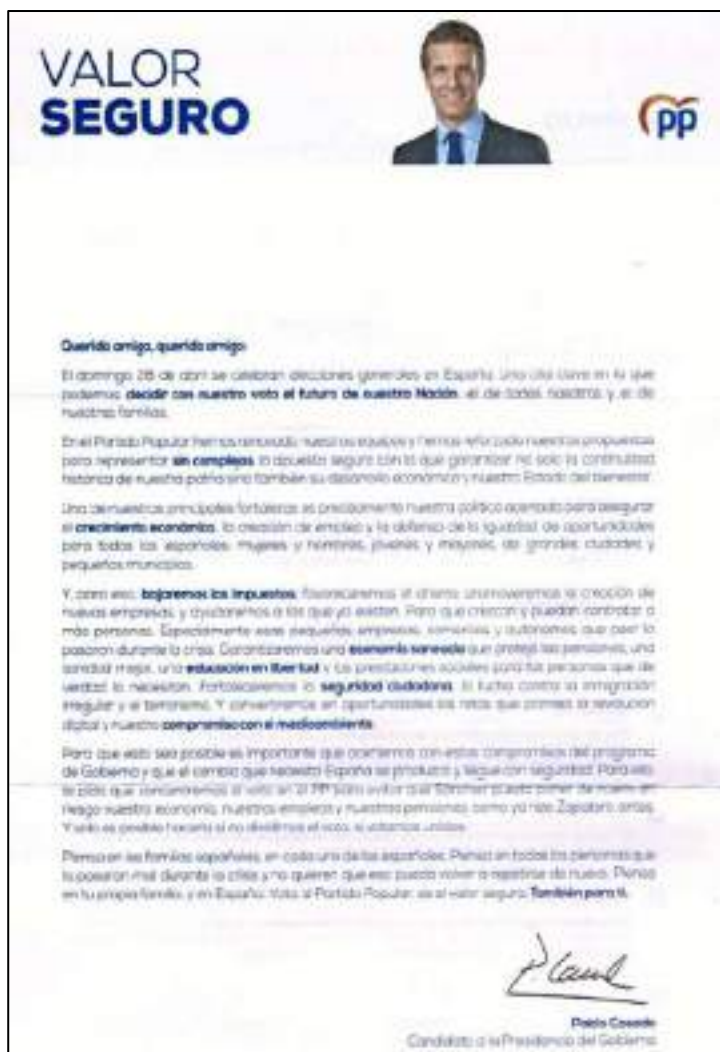 VALOR
SEGURO
pp
Querida amiga, querido amigo:
El domingo 28 de abril se celebran elecciones generales en España. Una cita clave en la que
podemos decidir con nuestro voto el futuro de nuestra Nación, el de todos nosotros y el de
nuestras familias.
En el Partido Popular hemos renovado nuestros equipos y hemos reforzado nuestras propuestas
para representar sin complejos la apuesta segura con la que garantizar no solo la continuidad
histórica de nuestra patria sino también su desarrollo económico y nuestro Estado del bienestar.
Una de nuestras principales fortalezas es precisamente nuestra política acertada para asegurar
el crecimiento económico, la creación de empleo y la defensa de la igualdad de oportunidades
para todos los españoles: mujeres y hombres, jóvenes y mayores, de grandes ciudades y
pequeños municipios.
Y, para eso, bajaremos los impuestos, favoreceremos el ahorro, promoveremos la creación de
nuevas empresas, y ayudaremos a las que ya existen. Para que crezcan y puedan contratar a
más personas. Especialmente esas pequeñas empresas, comercios y autónomos que peor lo
pasaron durante la crisis. Garantizaremos una economía saneada que proteja las pensiones, una
sanidad mejor, una educación en libertad y las prestaciones sociales para las personas que de
verdad lo necesitan. Fortaleceremos la seguridad ciudadana, la lucha contra la inmigración
irregular y el terrorismo. Y convertiremos en oportunidades los retos que plantea la revolución
digital y nuestro compromiso con el medioambiente.
Para que esto sea posible es importante que acertemos con estos compromisos del programa
de Gobierno y que el cambio que necesita España se produzca y llegue con seguridad. Para ello
te pido que concentremos el voto en el PP para evitar que Sánchez pueda poner de nuevo en
riesgo nuestra economía, nuestros empleos y nuestras pensiones, como ya hizo Zapatero antes.
Y solo es posible hacerlo si no dividimos el voto, si votamos unidos.
Piensa en las familias españolas, en cada uno de los españoles. Piensa en todas las personas que
lo pasaron mal durante la crisis y no quieren que eso pueda volver a repetirse de nuevo. Piensa
en tu propia familia, y en España. Vota al Partido Popular, es el valor seguro. También para ti.
Pablo Casado
Candidato a la Presidencia del Gobierno